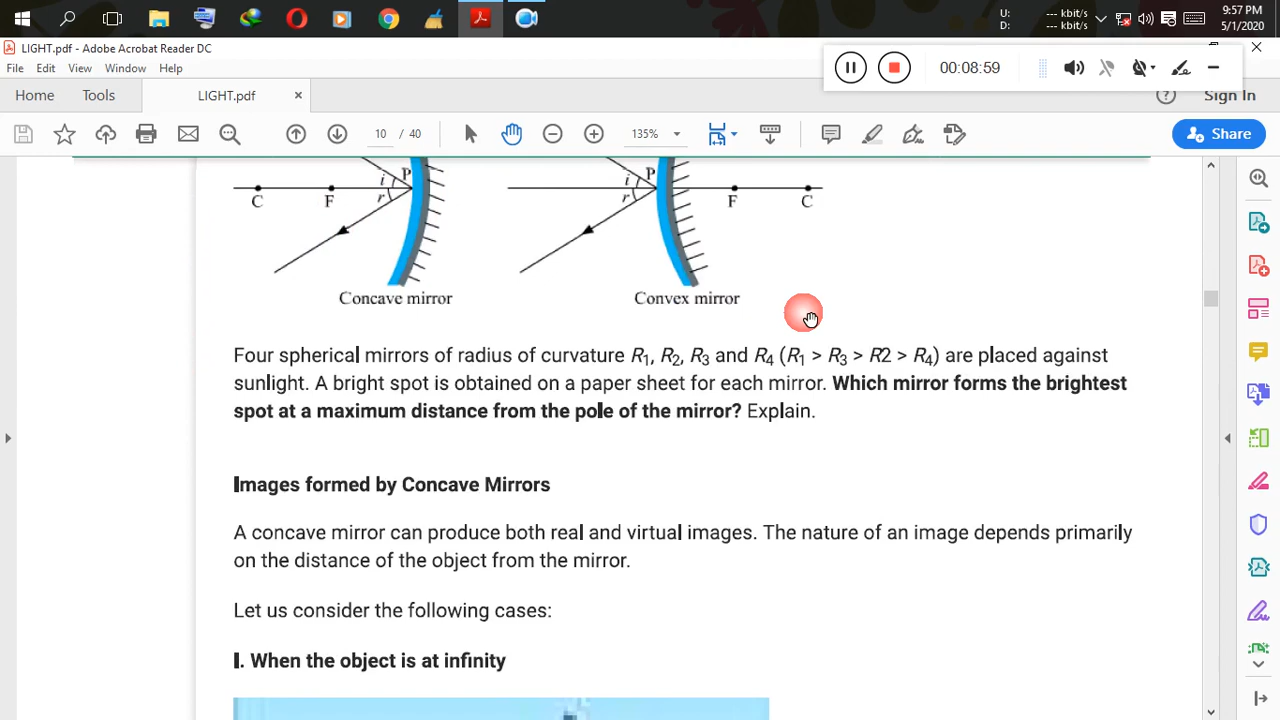 9:57 PM
U: --- kbit/s
D: --- kbit/s
5/1/2020
LIGHT.pdf - Adobe Acrobat Reader DC
File Edit View Window Help
00:08:59
Home Tools LIGHT.pdf × ? Sign In
10 / 40 135% Share
i P
r
C F
i P
r
F C
Concave mirror Convex mirror
Four spherical mirrors of radius of curvature R1, R2, R3 and R4 (R1 > R3 > R2 > R4) are placed against
sunlight. A bright spot is obtained on a paper sheet for each mirror. Which mirror forms the brightest
spot at a maximum distance from the pole of the mirror? Explain.
Images formed by Concave Mirrors
A concave mirror can produce both real and virtual images. The nature of an image depends primarily
on the distance of the object from the mirror.
Let us consider the following cases:
I. When the object is at infinity